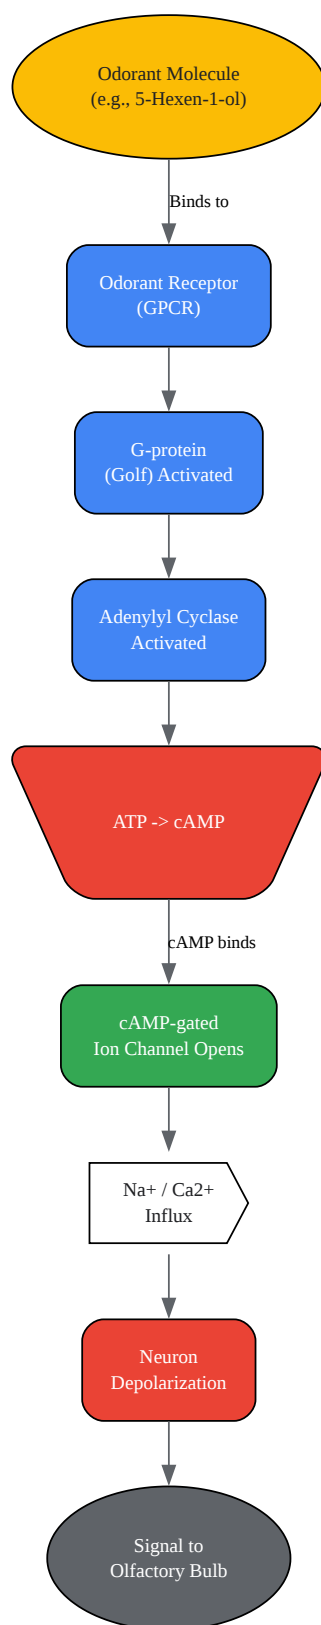 Odorant Molecule
(e.g., 5-Hexen-1-ol)
Binds to
Odorant Receptor
(GPCR)
G-protein
(Golf) Activated
Adenylyl Cyclase
Activated
ATP -> cAMP
cAMP binds
cAMP-gated
Ion Channel Opens
Na+ / Ca2+
Influx
Neuron
Depolarization
Signal to
Olfactory Bulb